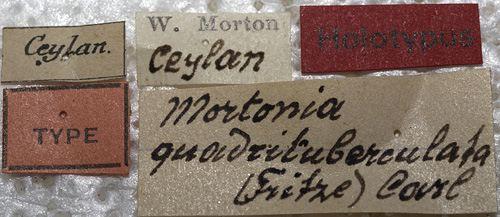 Ceylan.
W. Morton
Ceylan
Holotypus
TYPE
Mortonia
quadrituberculata
(Fritze) Carl